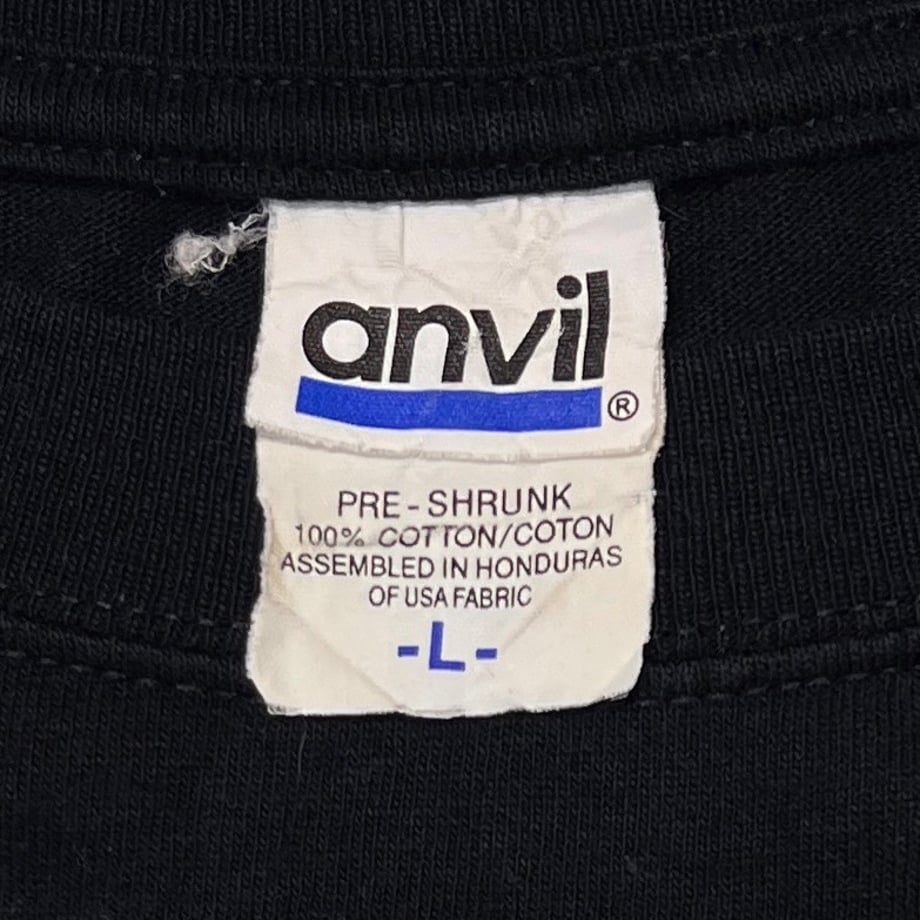 anvil ®
PRE-SHRUNK
100% COTTON/COTON
ASSEMBLED IN HONDURAS
OF USA FABRIC
-L-